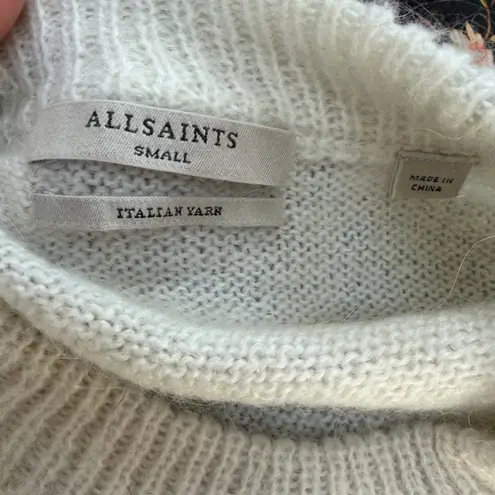 ALLSAINTS
SMALL
ITALIAN YARN
MADE IN
CHINA